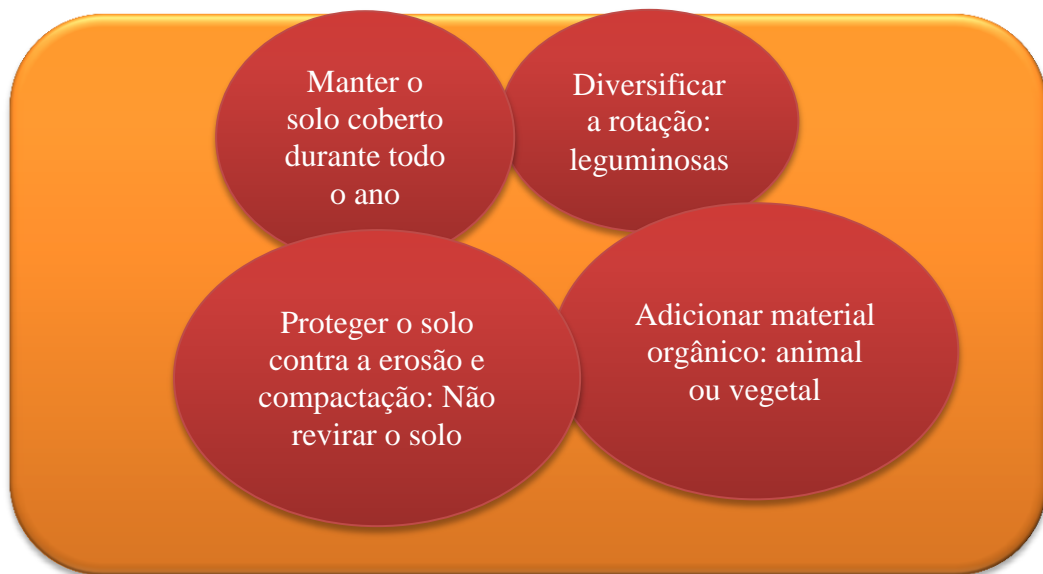 Manter o
solo coberto
durante todo
o ano
Diversificar
a rotação:
leguminosas
Proteger o solo
contra a erosão e
compactação: Não
revirar o solo
Adicionar material
orgânico: animal
ou vegetal